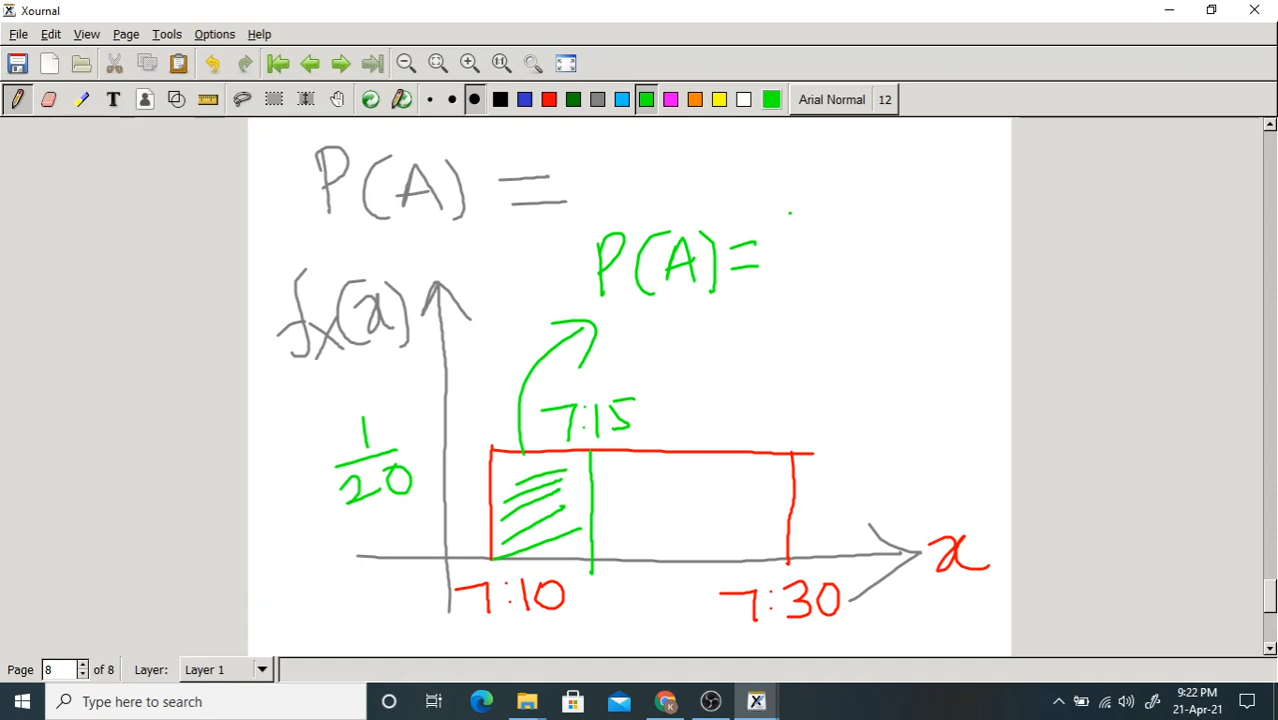 Xournal
File Edit View Page Tools Options Help
T Arial Normal 12
P(A) =
P(A)=
fx(x)
7:15
1
20
x
7:10 7:30
Page 8 of 8 Layer: Layer 1
Type here to search
9:22 PM
21-Apr-21